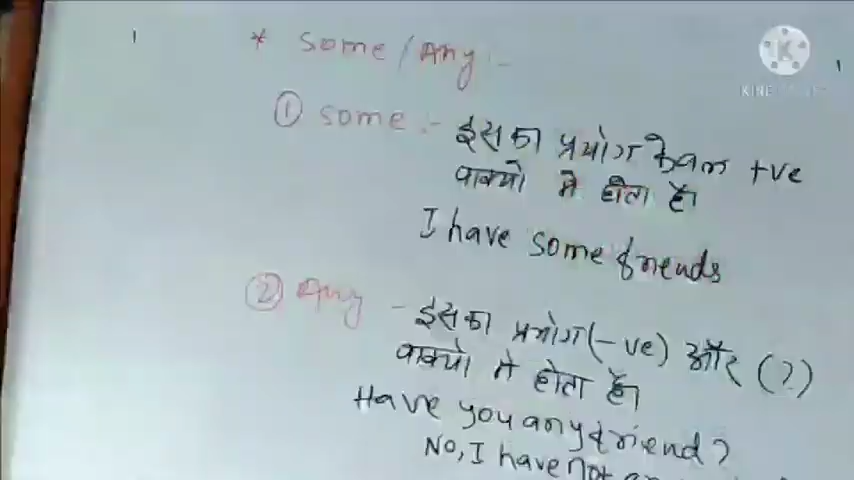 * Some / Any :-
① Some :- इसका प्रयोग केवल +ve
वाक्यो मे होता है।
I have some friends
② Any - इसका प्रयोग (-ve) और (?)
वाक्यो मे होता है।
Have you any friend?
No, I have not
K
KINE